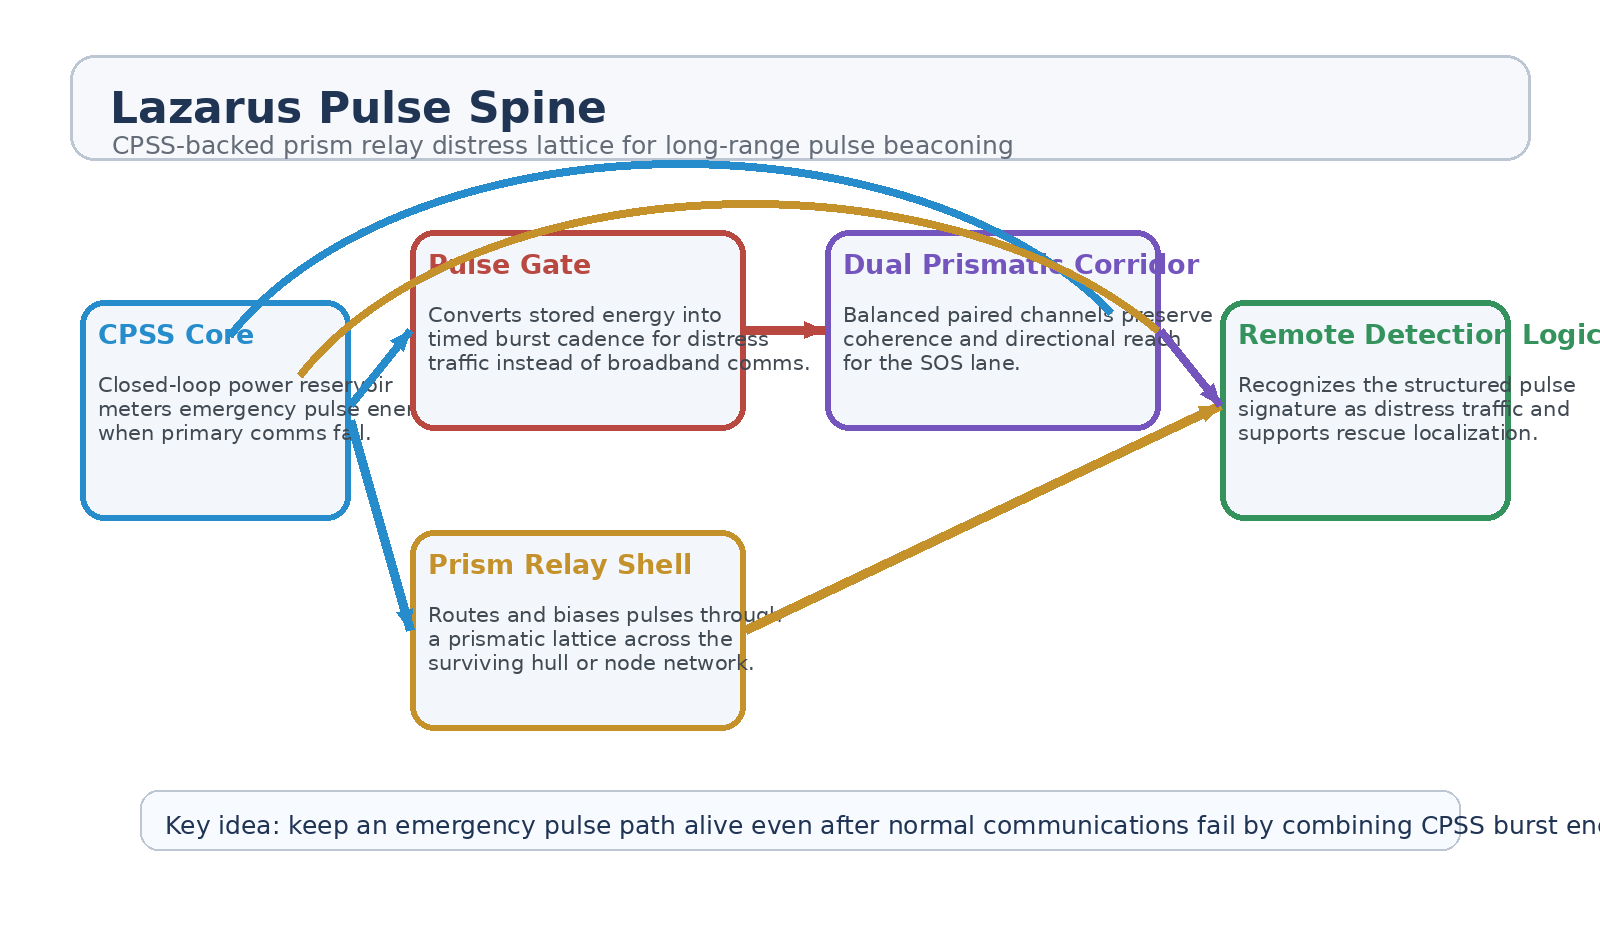 Lazarus Pulse Spine
CPSS-backed prism relay distress lattice for long-range pulse beaconing
CPSS Core
Closed-loop power reservoir
meters emergency pulse
when primary comms fail.
Pulse Gate
Converts stored energy into
timed burst cadence for distress
traffic instead of broadband comms.
Dual Prismatic Corridor
Balanced paired channels preserve
coherence and directional reach
for the SOS lane.
Remote Detection Logic
Recognizes the structured pulse
signature as distress traffic and
supports rescue localization.
Prism Relay Shell
Routes and biases pulses through
a prismatic lattice across the
surviving hull or node network.
Key idea: keep an emergency pulse path alive even after normal communications fail by combining CPSS burst